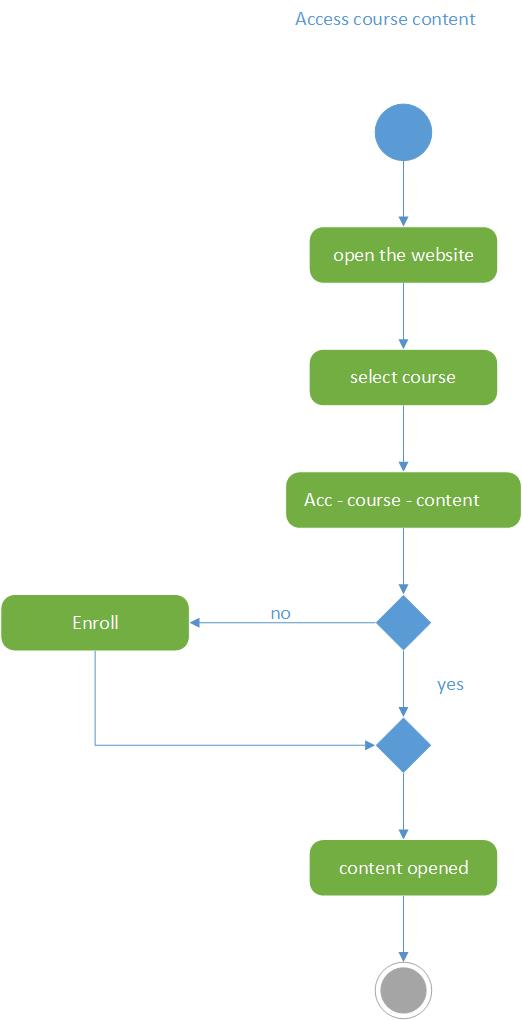 Access course content
open the website
select course
Acc - course - content
no
Enroll
yes
content opened